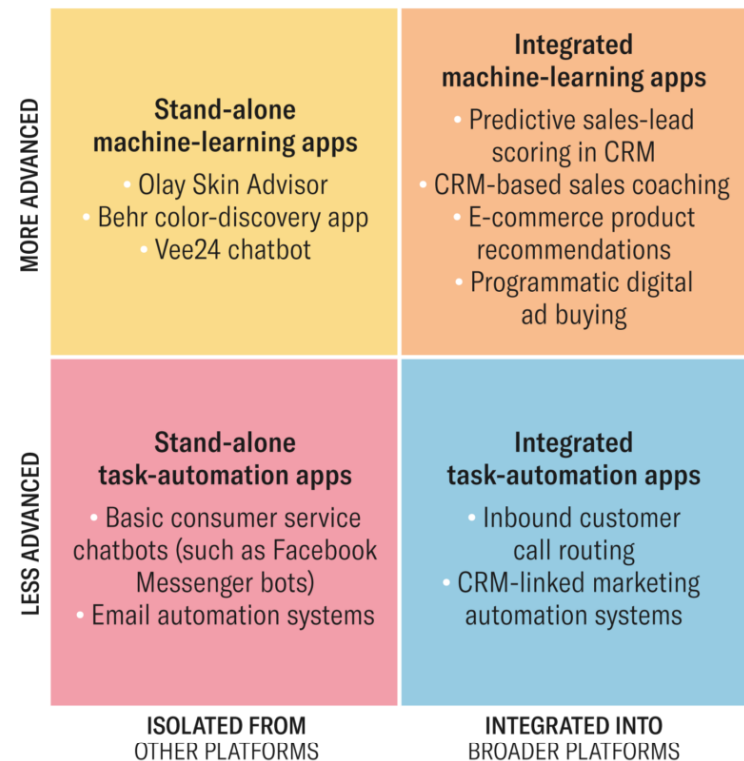 MORE ADVANCED
Stand-alone
machine-learning apps
• Olay Skin Advisor
• Behr color-discovery app
• Vee24 chatbot
Integrated
machine-learning apps
• Predictive sales-lead
scoring in CRM
• CRM-based sales coaching
• E-commerce product
recommendations
• Programmatic digital
ad buying
LESS ADVANCED
Stand-alone
task-automation apps
• Basic consumer service
chatbots (such as Facebook
Messenger bots)
• Email automation systems
Integrated
task-automation apps
• Inbound customer
call routing
• CRM-linked marketing
automation systems
ISOLATED FROM
OTHER PLATFORMS
INTEGRATED INTO
BROADER PLATFORMS